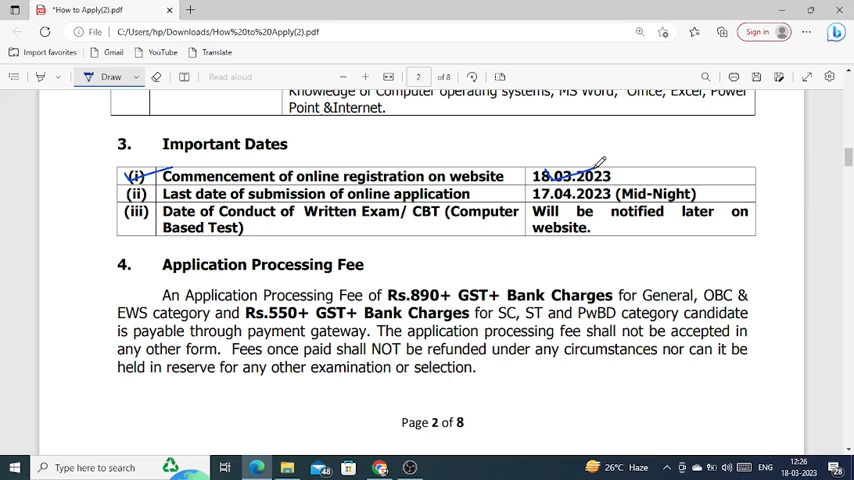 How to Apply(2).pdf
File
C:/Users/hp/Downloads/How%20to%20Apply(2).pdf
Sign in
Import favorites
Gmail
YouTube
Translate
Draw
Read aloud
2
of 8
Knowledge of Computer operating systems, MS Word, Office, Excel, Power
Point &Internet.
3. Important Dates
(i) Commencement of online registration on website 18.03.2023
(ii) Last date of submission of online application 17.04.2023 (Mid-Night)
(iii) Date of Conduct of Written Exam/ CBT (Computer Will be notified later on
Based Test) website.
4. Application Processing Fee
An Application Processing Fee of Rs.890+ GST+ Bank Charges for General, OBC &
EWS category and Rs.550+ GST+ Bank Charges for SC, ST and PwBD category candidate
is payable through payment gateway. The application processing fee shall not be accepted in
any other form. Fees once paid shall NOT be refunded under any circumstances nor can it be
held in reserve for any other examination or selection.
Page 2 of 8
Type here to search
48
26°C Haze
ENG
12:26
18-03-2023
28